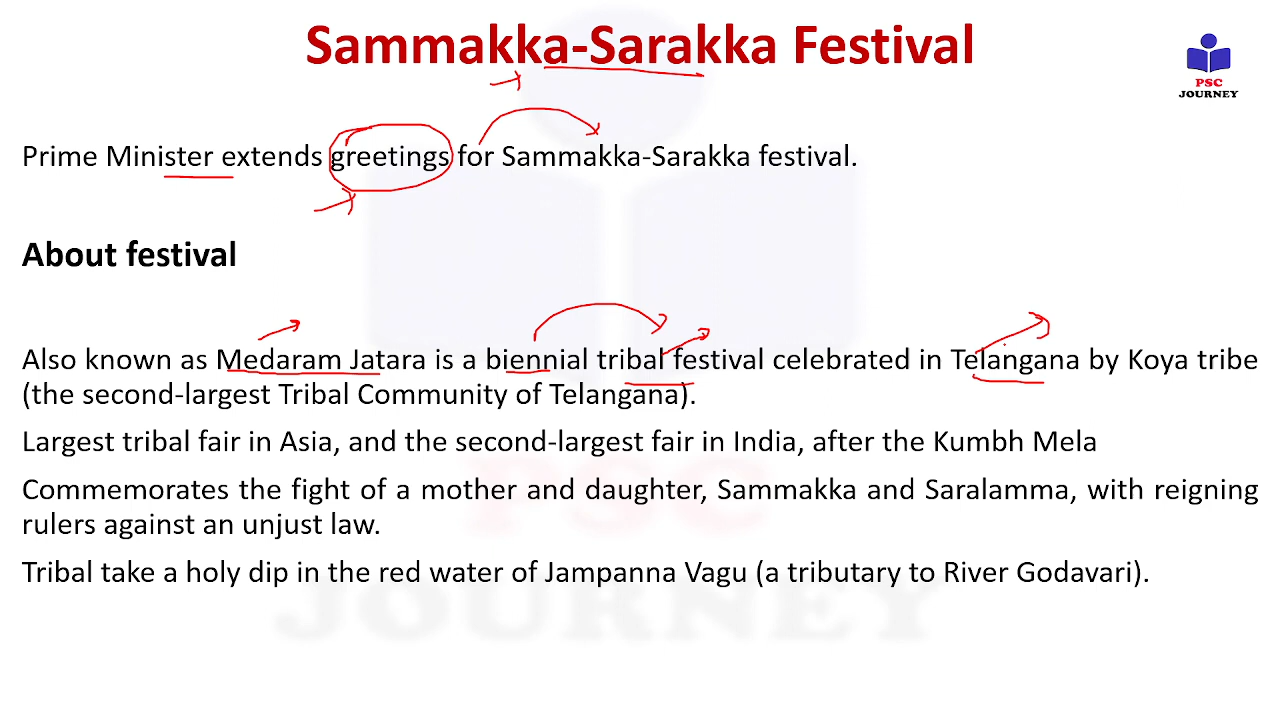 Sammakka-Sarakka Festival
PSC
JOURNEY
Prime Minister extends greetings for Sammakka-Sarakka festival.
About festival
Also known as Medaram Jatara is a biennial tribal festival celebrated in Telangana by Koya tribe
(the second-largest Tribal Community of Telangana).
Largest tribal fair in Asia, and the second-largest fair in India, after the Kumbh Mela
Commemorates the fight of a mother and daughter, Sammakka and Saralamma, with reigning
rulers against an unjust law.
Tribal take a holy dip in the red water of Jampanna Vagu (a tributary to River Godavari).
PSC
JOURNEY